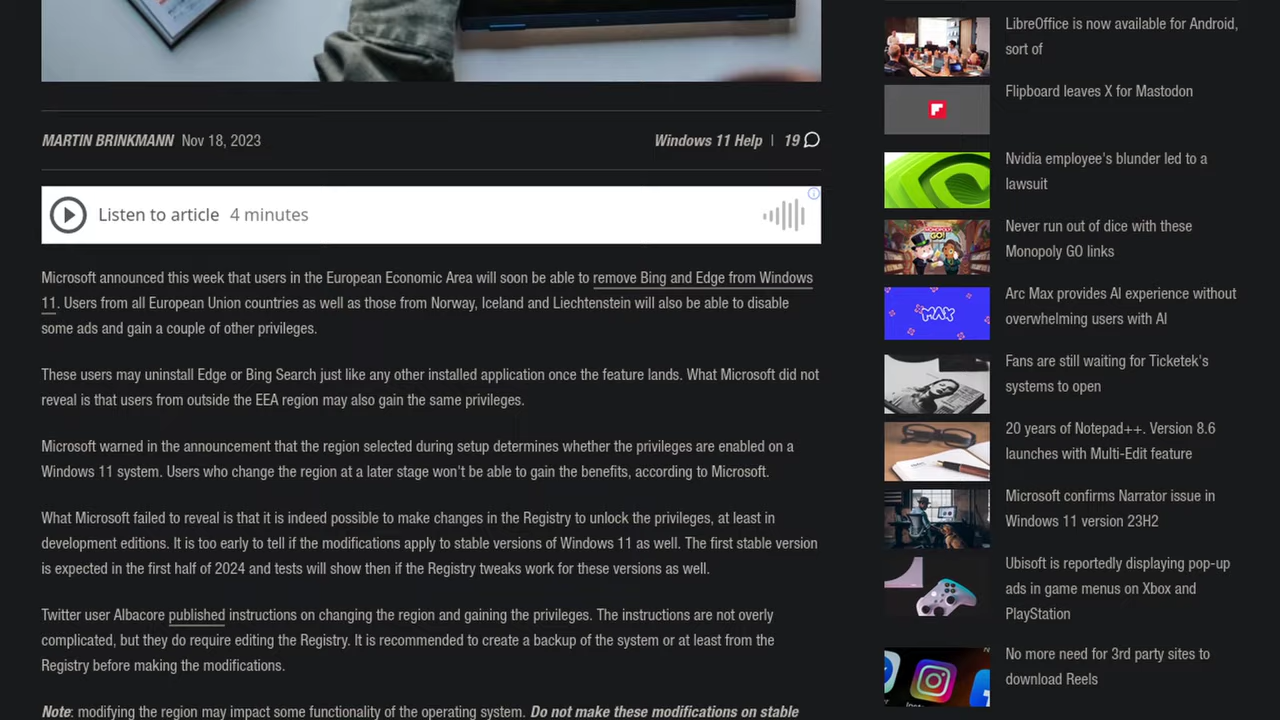 MARTIN BRINKMANN Nov 18, 2023
Windows 11 Help | 19
Listen to article 4 minutes
Microsoft announced this week that users in the European Economic Area will soon be able to remove Bing and Edge from Windows
11. Users from all European Union countries as well as those from Norway, Iceland and Liechtenstein will also be able to disable
some ads and gain a couple of other privileges.
These users may uninstall Edge or Bing Search just like any other installed application once the feature lands. What Microsoft did not
reveal is that users from outside the EEA region may also gain the same privileges.
Microsoft warned in the announcement that the region selected during setup determines whether the privileges are enabled on a
Windows 11 system. Users who change the region at a later stage won't be able to gain the benefits, according to Microsoft.
What Microsoft failed to reveal is that it is indeed possible to make changes in the Registry to unlock the privileges, at least in
development editions. It is too early to tell if the modifications apply to stable versions of Windows 11 as well. The first stable version
is expected in the first half of 2024 and tests will show then if the Registry tweaks work for these versions as well.
Twitter user Albacore published instructions on changing the region and gaining the privileges. The instructions are not overly
complicated, but they do require editing the Registry. It is recommended to create a backup of the system or at least from the
Registry before making the modifications.
Note: modifying the region may impact some functionality of the operating system. Do not make these modifications on stable
LibreOffice is now available for Android,
sort of
Flipboard leaves X for Mastodon
Nvidia employee's blunder led to a
lawsuit
MONOPOLY
GO!
Never run out of dice with these
Monopoly GO links
MAX
Arc Max provides AI experience without
overwhelming users with AI
Fans are still waiting for Ticketek's
systems to open
20 years of Notepad++. Version 8.6
launches with Multi-Edit feature
Microsoft confirms Narrator issue in
Windows 11 version 23H2
Ubisoft is reportedly displaying pop-up
ads in game menus on Xbox and
PlayStation
No more need for 3rd party sites to
download Reels